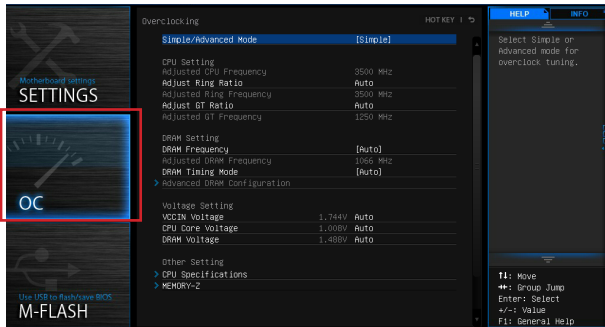 Overclocking
HOT KEY | ↶
Simple/Advanced Mode [Simple]
CPU Setting
Adjusted CPU Frequency 3500 MHz
Adjust Ring Ratio Auto
Adjusted Ring Frequency 3500 MHz
Adjust GT Ratio Auto
Adjusted GT Frequency 1250 MHz
DRAM Setting
DRAM Frequency [Auto]
Adjusted DRAM Frequency 1066 MHz
DRAM Timing Mode [Auto]
> Advanced DRAM Configuration
Voltage Setting
VCCIN Voltage 1.744V Auto
CPU Core Voltage 1.008V Auto
DRAM Voltage 1.488V Auto
Other Setting
> CPU Specifications
> MEMORY-Z
Motherboard settings
SETTINGS
OC
Use USB to flash/save BIOS
M-FLASH
HELP INFO
Select Simple or
Advanced mode for
overclock tuning.
↑↓: Move
→←: Group Jump
Enter: Select
+/-: Value
F1: General Help